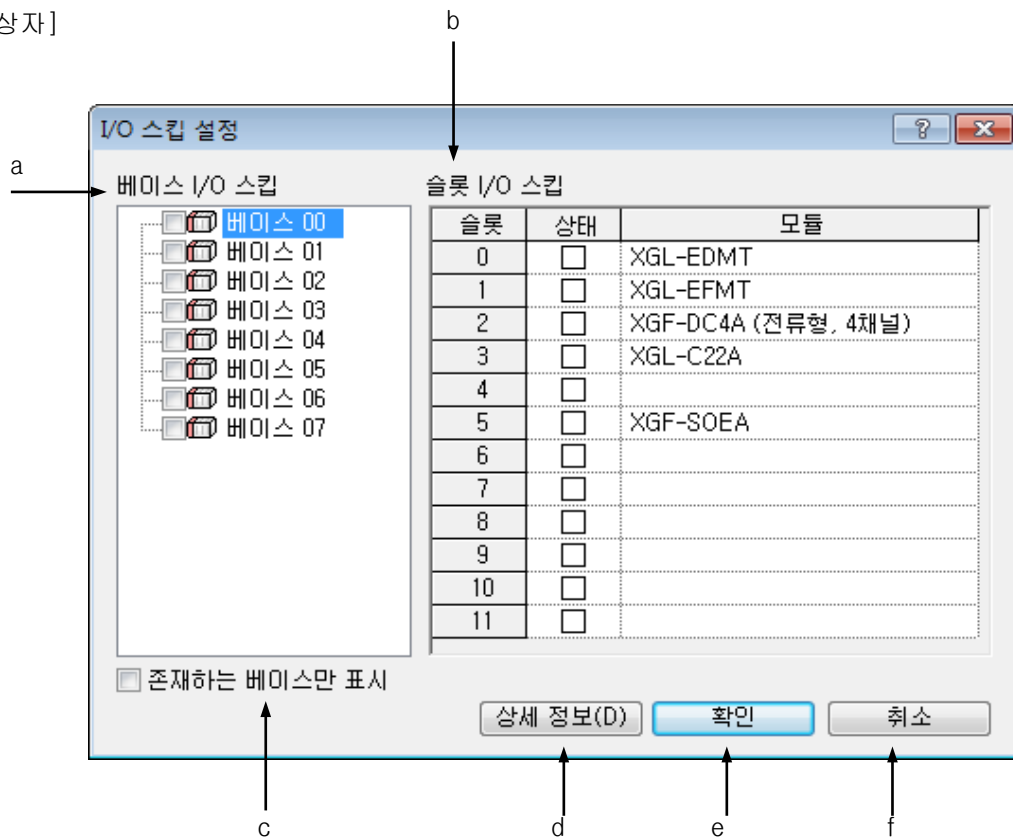 상자]
b
I/O 스킵 설정
a
베이스 I/O 스킵
슬롯 I/O 스킵
베이스 00
베이스 01
베이스 02
베이스 03
베이스 04
베이스 05
베이스 06
베이스 07
슬롯 상태 모듈
0 XGL-EDMT
1 XGL-EFMT
2 XGF-DC4A (전류형, 4채널)
3 XGL-C22A
4
5 XGF-SOEA
6
7
8
9
10
11
존재하는 베이스만 표시
상세 정보(D) 확인 취소
c d e f